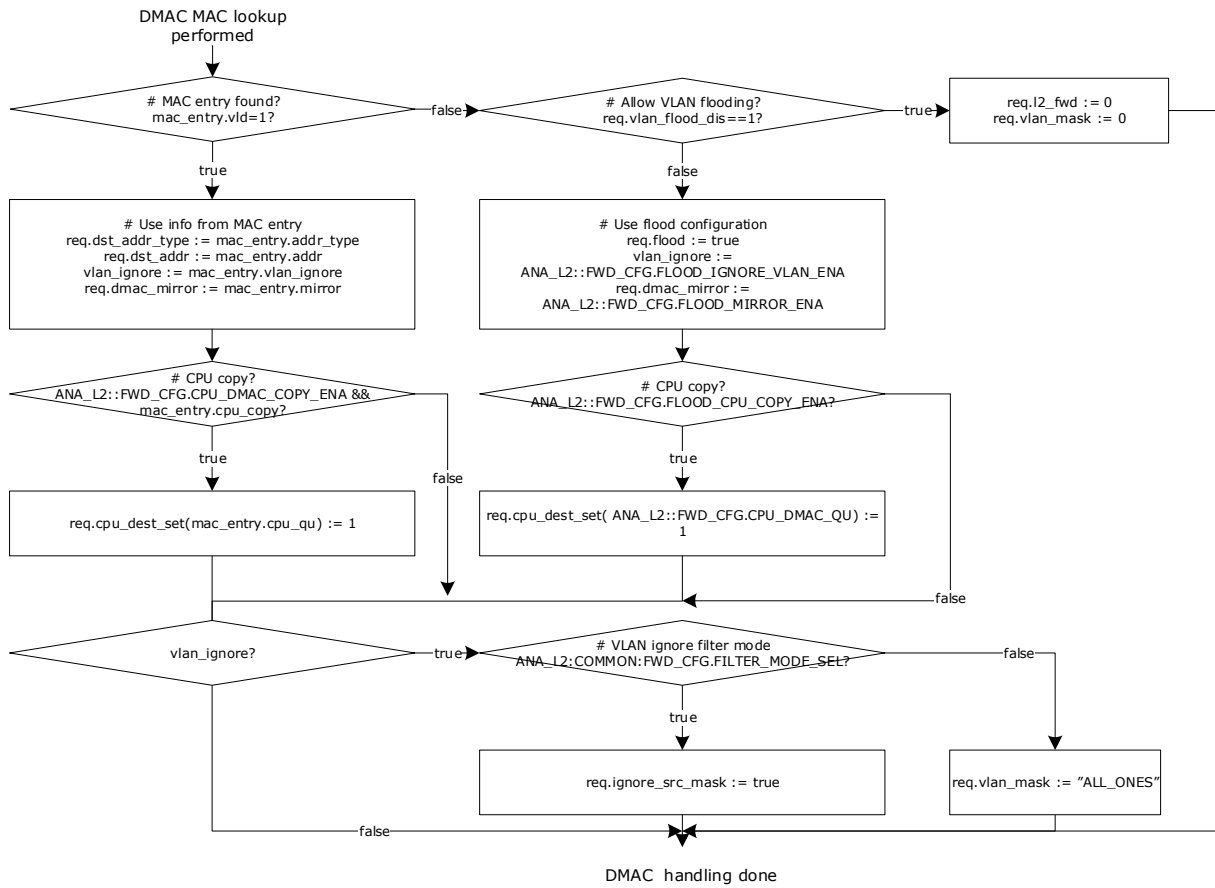 DMAC MAC lookup
performed
# MAC entry found?
mac_entry.vld=1?
false
# Allow VLAN flooding?
req.vlan_flood_dis==1?
true
req.l2_fwd := 0
req.vlan_mask := 0
true
false
# Use info from MAC entry
req.dst_addr_type := mac_entry.addr_type
req.dst_addr := mac_entry.addr
vlan_ignore := mac_entry.vlan_ignore
req.dmac_mirror := mac_entry.mirror
# Use flood configuration
req.flood := true
vlan_ignore :=
ANA_L2::FWD_CFG.FLOOD_IGNORE_VLAN_ENA
req.dmac_mirror :=
ANA_L2::FWD_CFG.FLOOD_MIRROR_ENA
# CPU copy?
ANA_L2::FWD_CFG.CPU_DMAC_COPY_ENA &&
mac_entry.cpu_copy?
# CPU copy?
ANA_L2::FWD_CFG.FLOOD_CPU_COPY_ENA?
true
false
true
req.cpu_dest_set(mac_entry.cpu_qu) := 1
req.cpu_dest_set( ANA_L2::FWD_CFG.CPU_DMAC_QU) :=
1
false
vlan_ignore?
true
# VLAN ignore filter mode
ANA_L2:COMMON:FWD_CFG.FILTER_MODE_SEL?
false
true
req.ignore_src_mask := true
req.vlan_mask := ”ALL_ONES”
false
DMAC  handling done